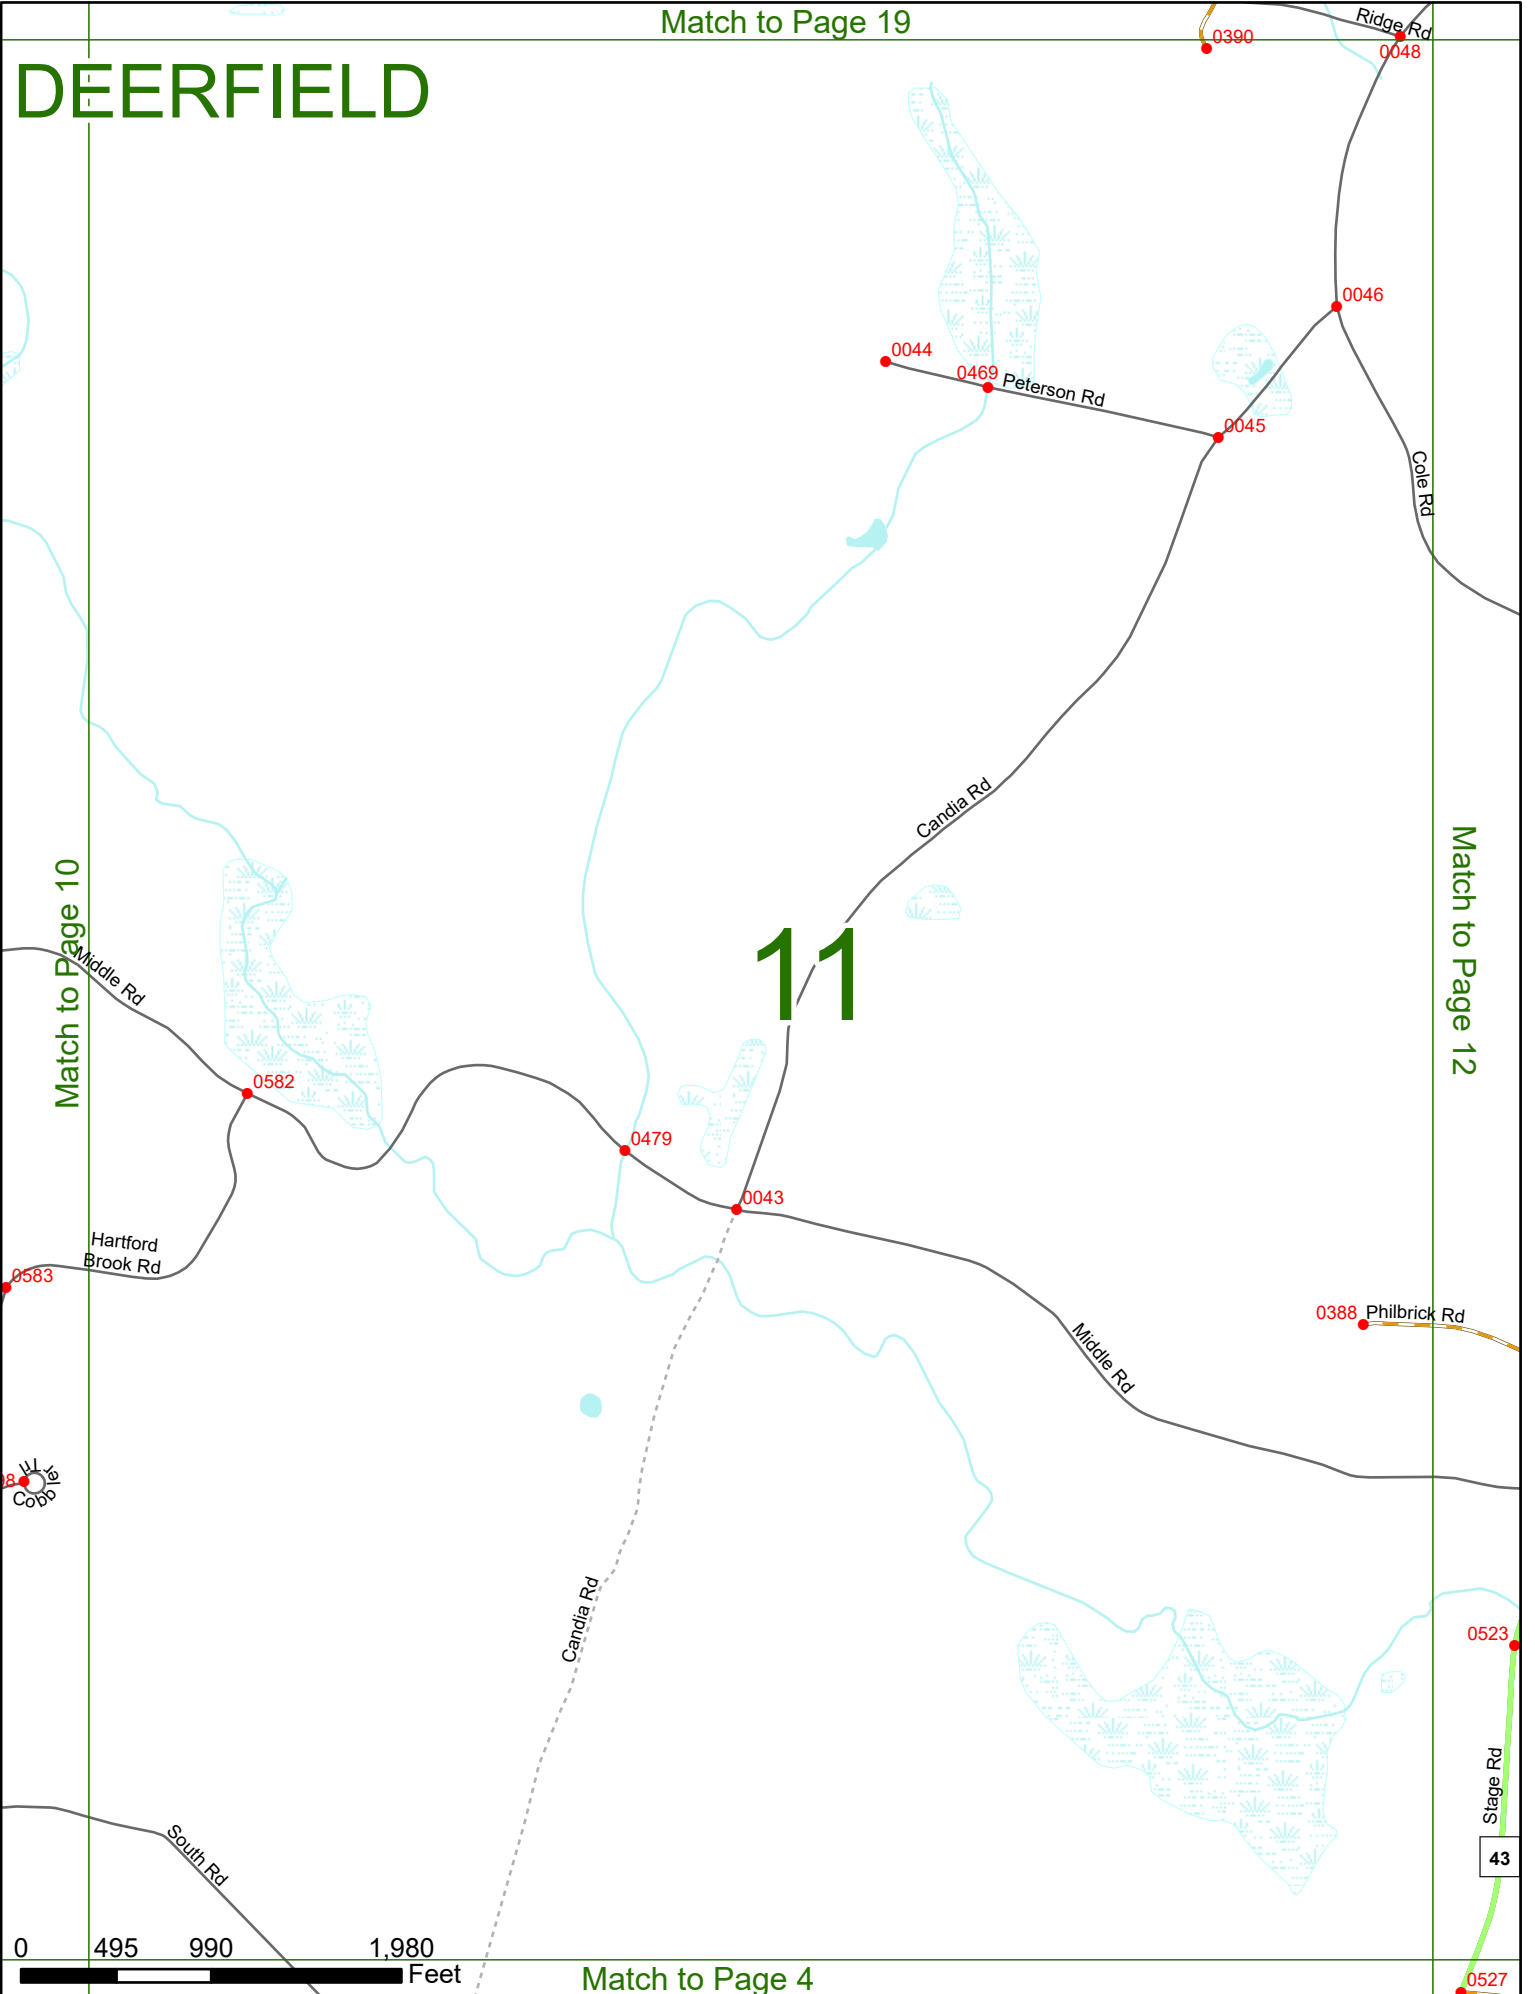 Match to Page 19
Ridge Rd
0390
0048
DEERFIELD
0046
0044
0469
Peterson Rd
0045
Cole Rd
Candia Rd
Match to Page 10
Match to Page 12
11
Middle Rd
0582
0479
0043
Hartford
Brook Rd
0583
0388
Philbrick Rd
Middle Rd
98
Cobbler Trl
Candia Rd
0523
Stage Rd
43
South Rd
0
495
990
1,980
Feet
Match to Page 4
0527